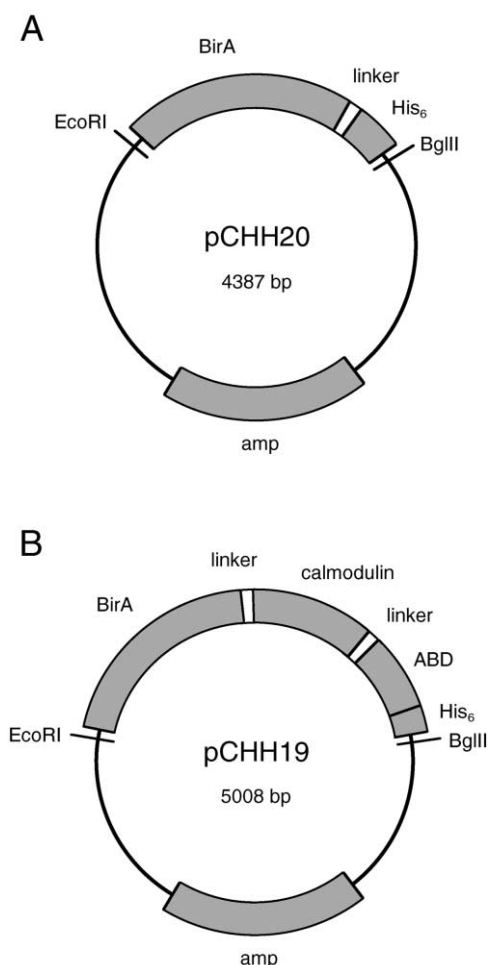 A
BirA
linker
His₆
EcoRI
BglII
pCHH20
4387 bp
amp
B
linker
calmodulin
BirA
linker
ABD
His₆
EcoRI
BglII
pCHH19
5008 bp
amp